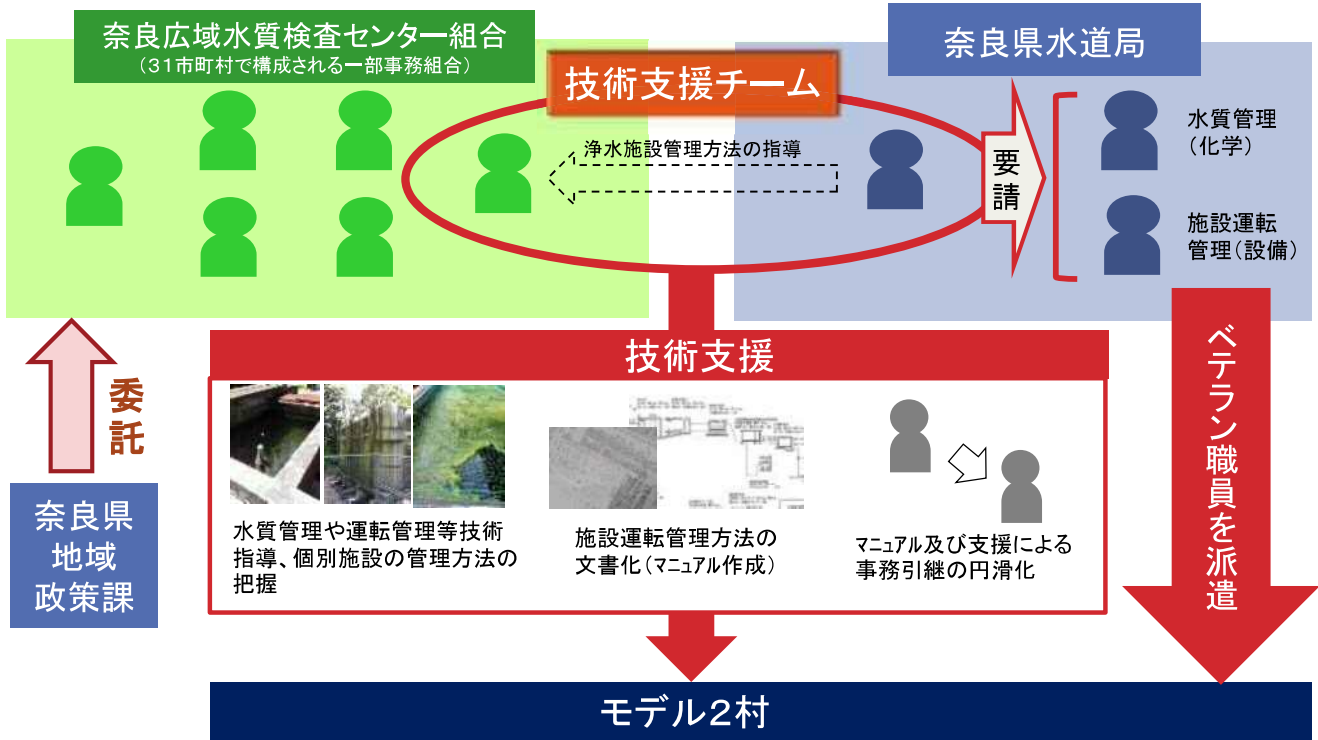 奈良広域水質検査センター組合
(31市町村で構成される一部事務組合)
奈良県水道局
技術支援チーム
浄水施設管理方法の指導
要請
水質管理
(化学)
施設運転
管理(設備)
委託
奈良県
地域
政策課
技術支援
水質管理や運転管理等技術
指導、個別施設の管理方法の
把握
施設運転管理方法の
文書化(マニュアル作成)
マニュアル及び支援による
事務引継の円滑化
ベテラン職員を派遣
モデル2村